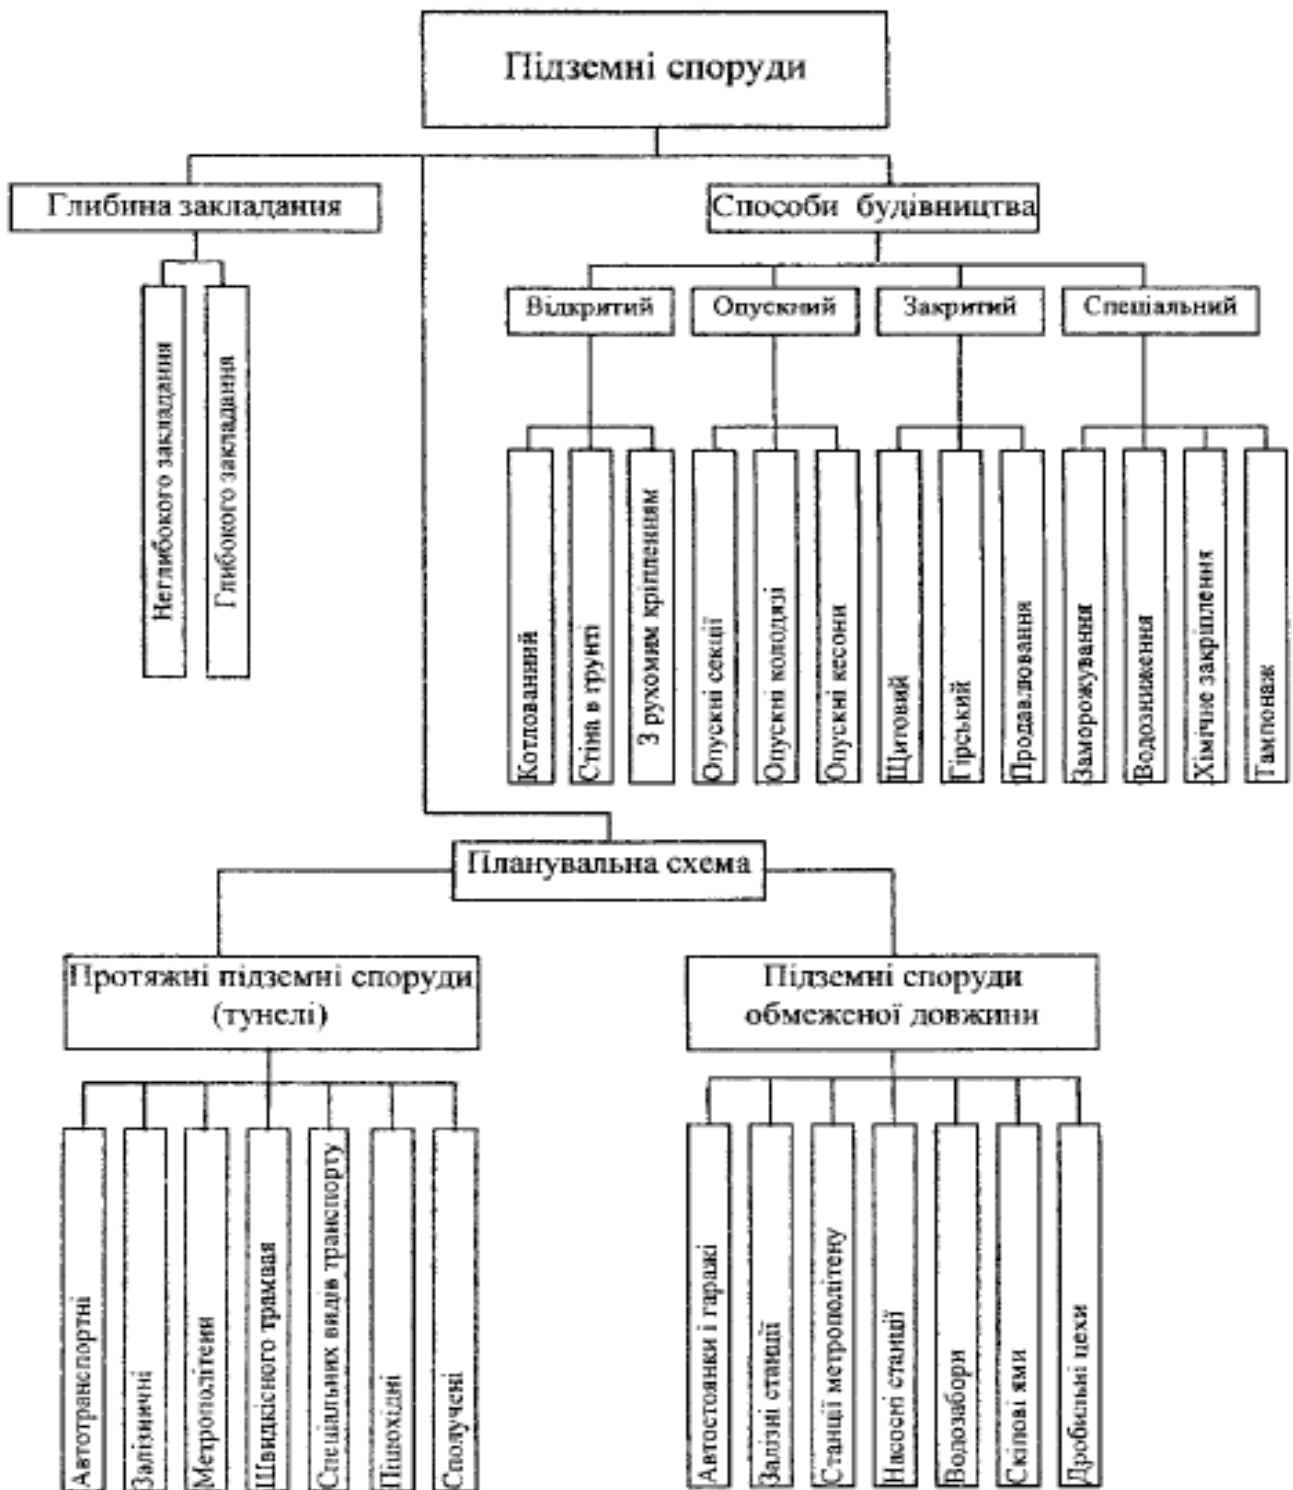 Підземні споруди
Глибина закладання
Способи будівництва
Неглибокого закладання
Глибокого закладання
Відкритий
Опускний
Закритий
Спеціальний
Котлованний
Стіна в грунті
З рухомим кріпленням
Опускні секції
Опускні колодязі
Опускні кесони
Щитовий
Гірський
Продавлювання
Заморожування
Водозниження
Хімічне закріплення
Тампонаж
Планувальна схема
Протяжні підземні споруди
(тунелі)
Підземні споруди
обмеженої довжини
Автотранспортні
Залізничні
Метрополітени
Швидкісного трамвая
Спеціальних видів транспорту
Пішохідні
Сполучені
Автостоянки і гаражі
Залізні станції
Станції метрополітену
Насосні станції
Водозабори
Скіпові ями
Дробильні цехи